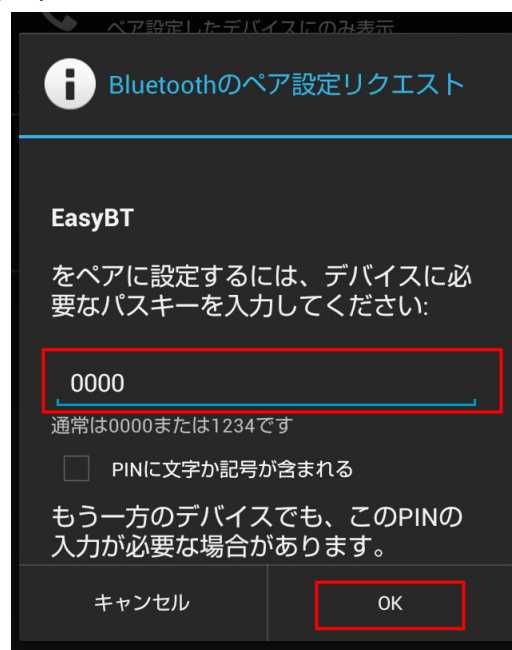 ペア設定したデバイスにのみ表示
Bluetoothのペア設定リクエスト
EasyBT
をペアに設定するには、デバイスに必
要なパスキーを入力してください:
0000
通常は0000または1234です
PINに文字か記号が含まれる
もう一方のデバイスでも、このPINの
入力が必要な場合があります。
キャンセル
OK